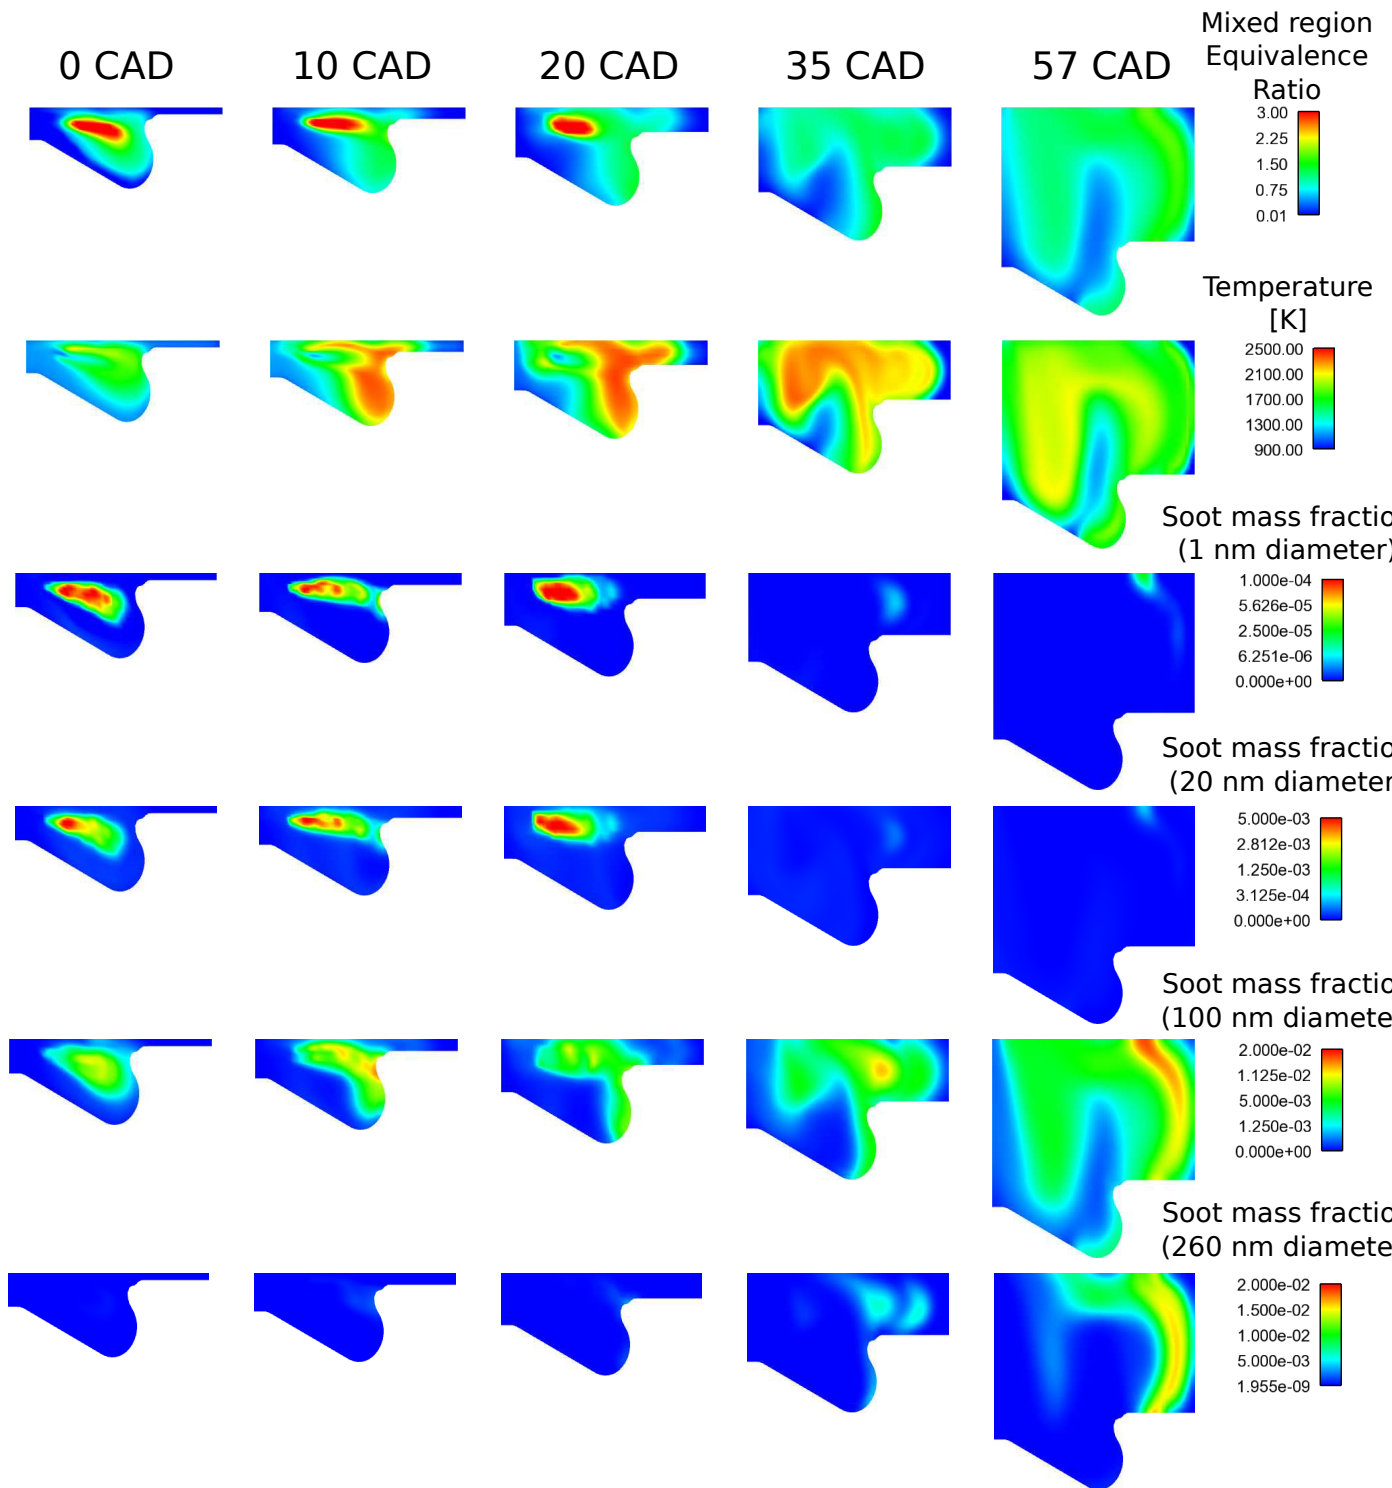 0 CAD
10 CAD
20 CAD
35 CAD
57 CAD
Mixed region
Equivalence
Ratio
3.00
2.25
1.50
0.75
0.01
Temperature
[K]
2500.00
2100.00
1700.00
1300.00
900.00
Soot mass fractio
(1 nm diameter)
1.000e-04
5.626e-05
2.500e-05
6.251e-06
0.000e+00
Soot mass fractio
(20 nm diameter
5.000e-03
2.812e-03
1.250e-03
3.125e-04
0.000e+00
Soot mass fractio
(100 nm diamete
2.000e-02
1.125e-02
5.000e-03
1.250e-03
0.000e+00
Soot mass fractio
(260 nm diamete
2.000e-02
1.500e-02
1.000e-02
5.000e-03
1.955e-09